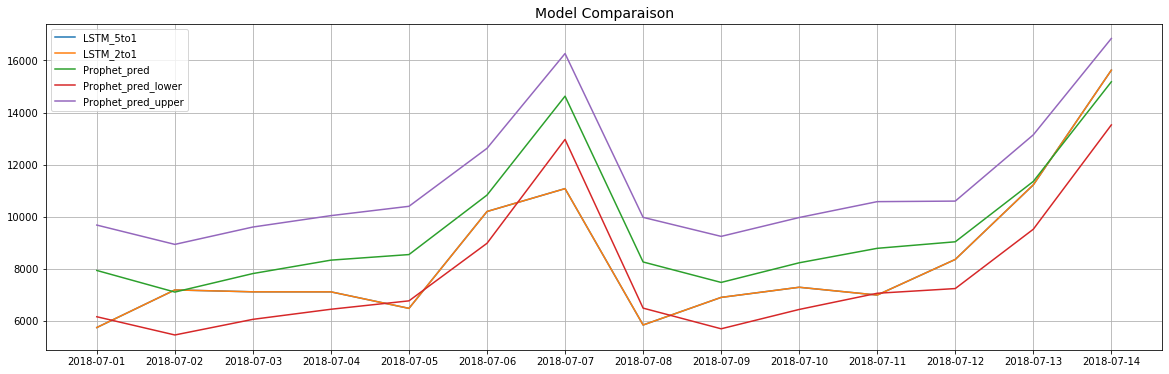 Model Comparaison
LSTM_5to1
LSTM_2to1
Prophet_pred
Prophet_pred_lower
Prophet_pred_upper
16000
14000
12000
10000
8000
6000
2018-07-01 2018-07-02 2018-07-03 2018-07-04 2018-07-05 2018-07-06 2018-07-07 2018-07-08 2018-07-09 2018-07-10 2018-07-11 2018-07-12 2018-07-13 2018-07-14